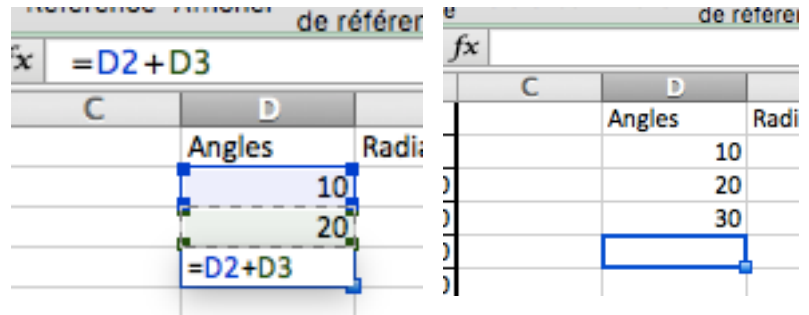 de référer
fx =D2+D3
C D
Angles Radia
10
20
=D2+D3
de référer
fx
C D
Angles Radi
10
20
30